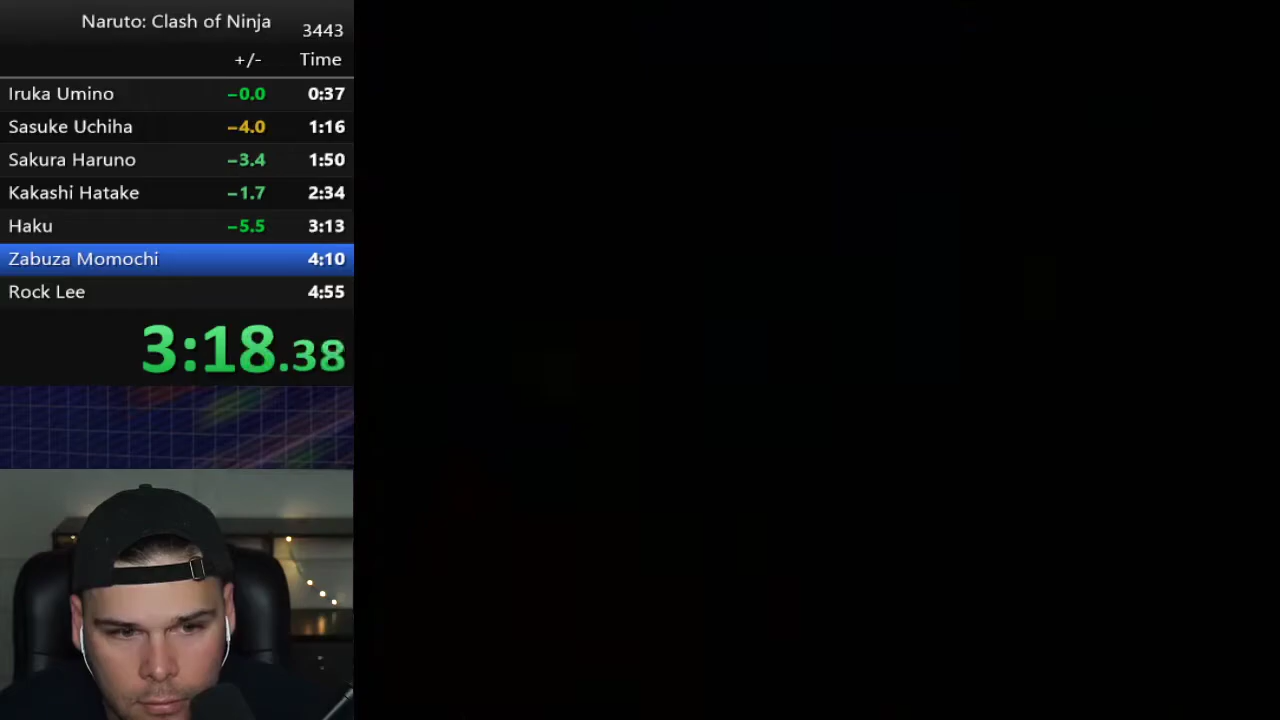 Naruto: Clash of Ninja
3443
+/- Time
Iruka Umino −0.0 0:37
Sasuke Uchiha −4.0 1:16
Sakura Haruno −3.4 1:50
Kakashi Hatake −1.7 2:34
Haku −5.5 3:13
Zabuza Momochi 4:10
Rock Lee 4:55
3:18.38